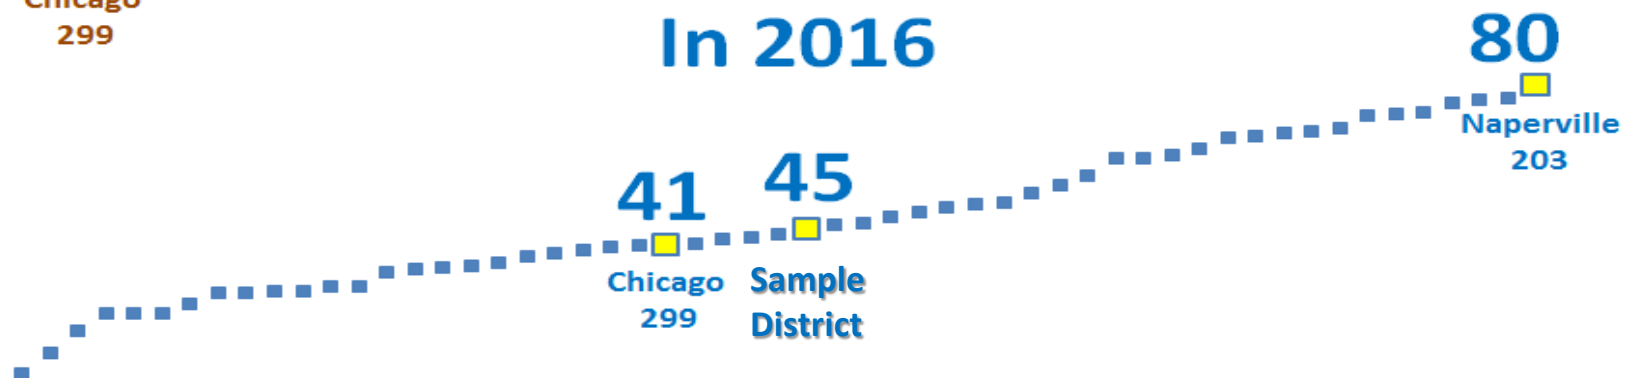 Chicago
299
In 2016
80
Naperville
203
45
41
Chicago
299
Sample
District